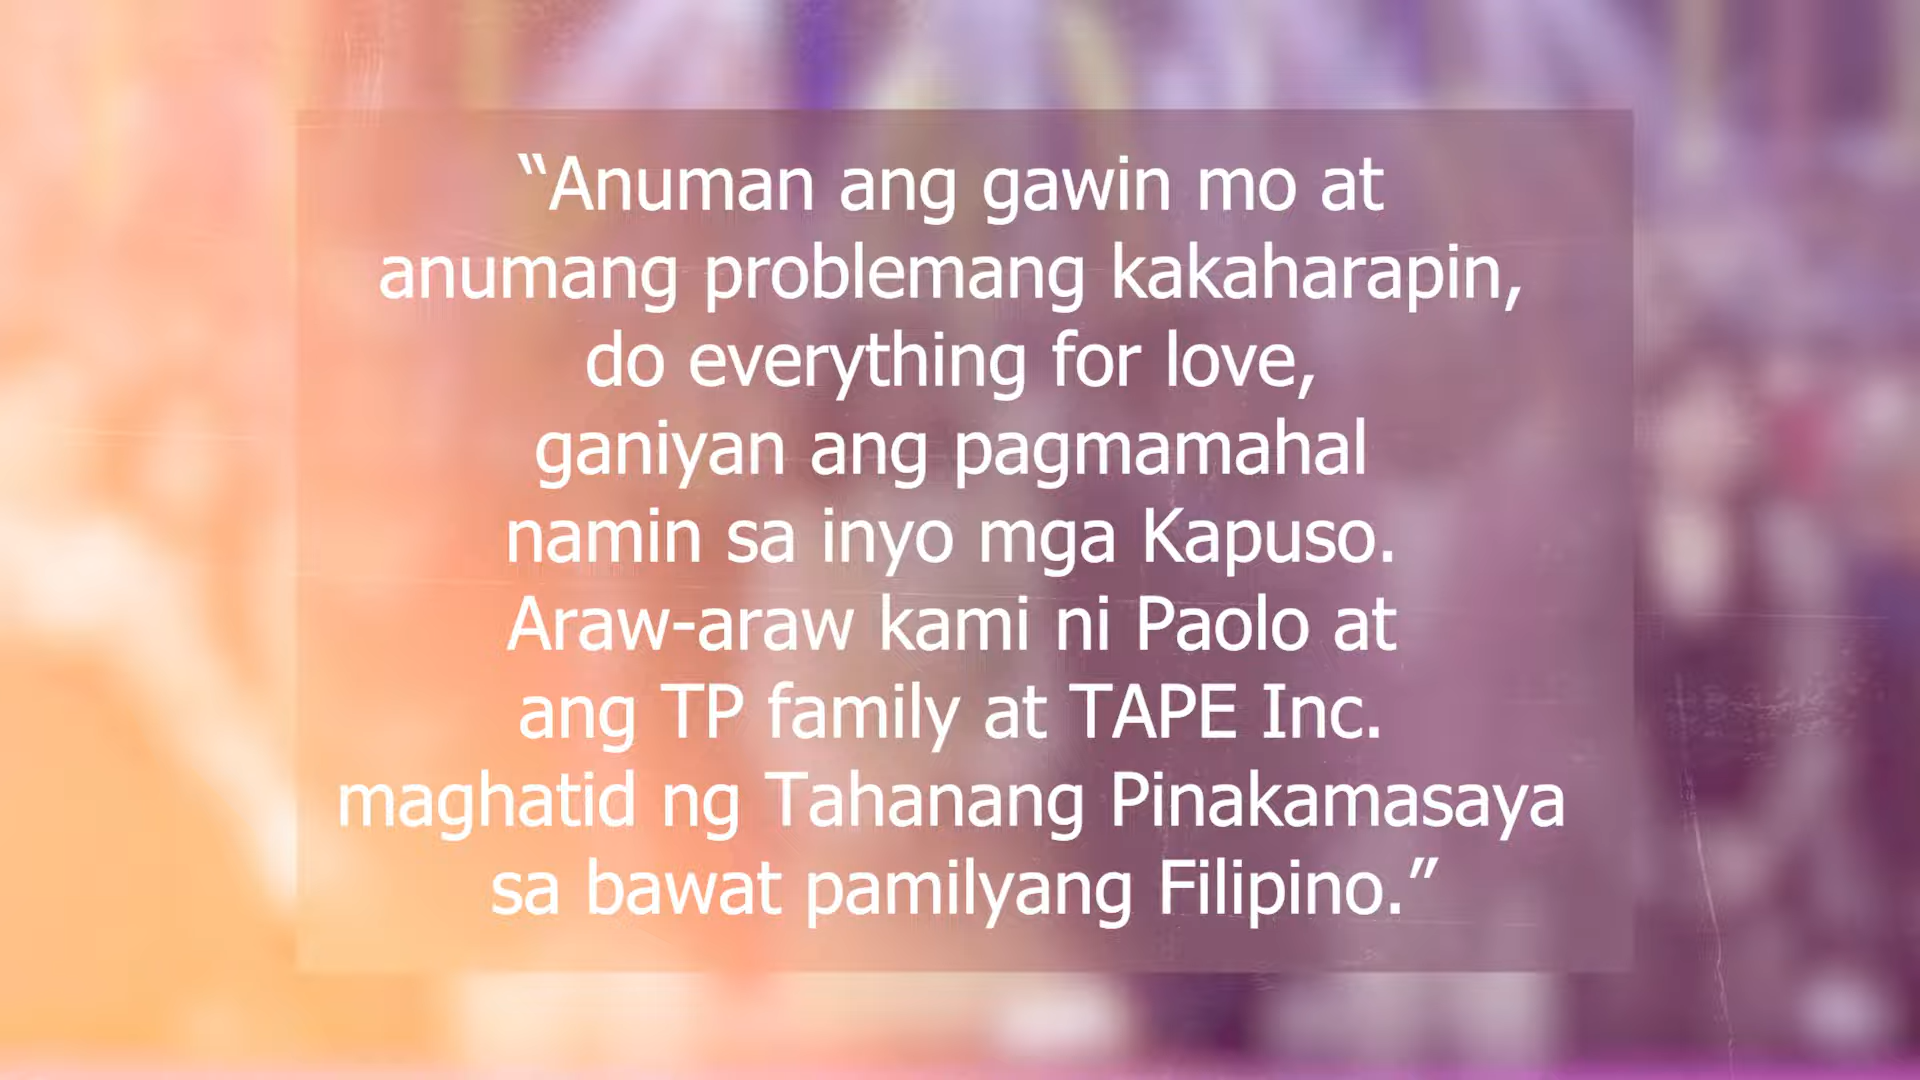 “Anuman ang gawin mo at
anumang problemang kakaharapin,
do everything for love,
ganiyan ang pagmamahal
namin sa inyo mga Kapuso.
Araw-araw kami ni Paolo at
ang TP family at TAPE Inc.
maghatid ng Tahanang Pinakamasaya
sa bawat pamilyang Filipino.”